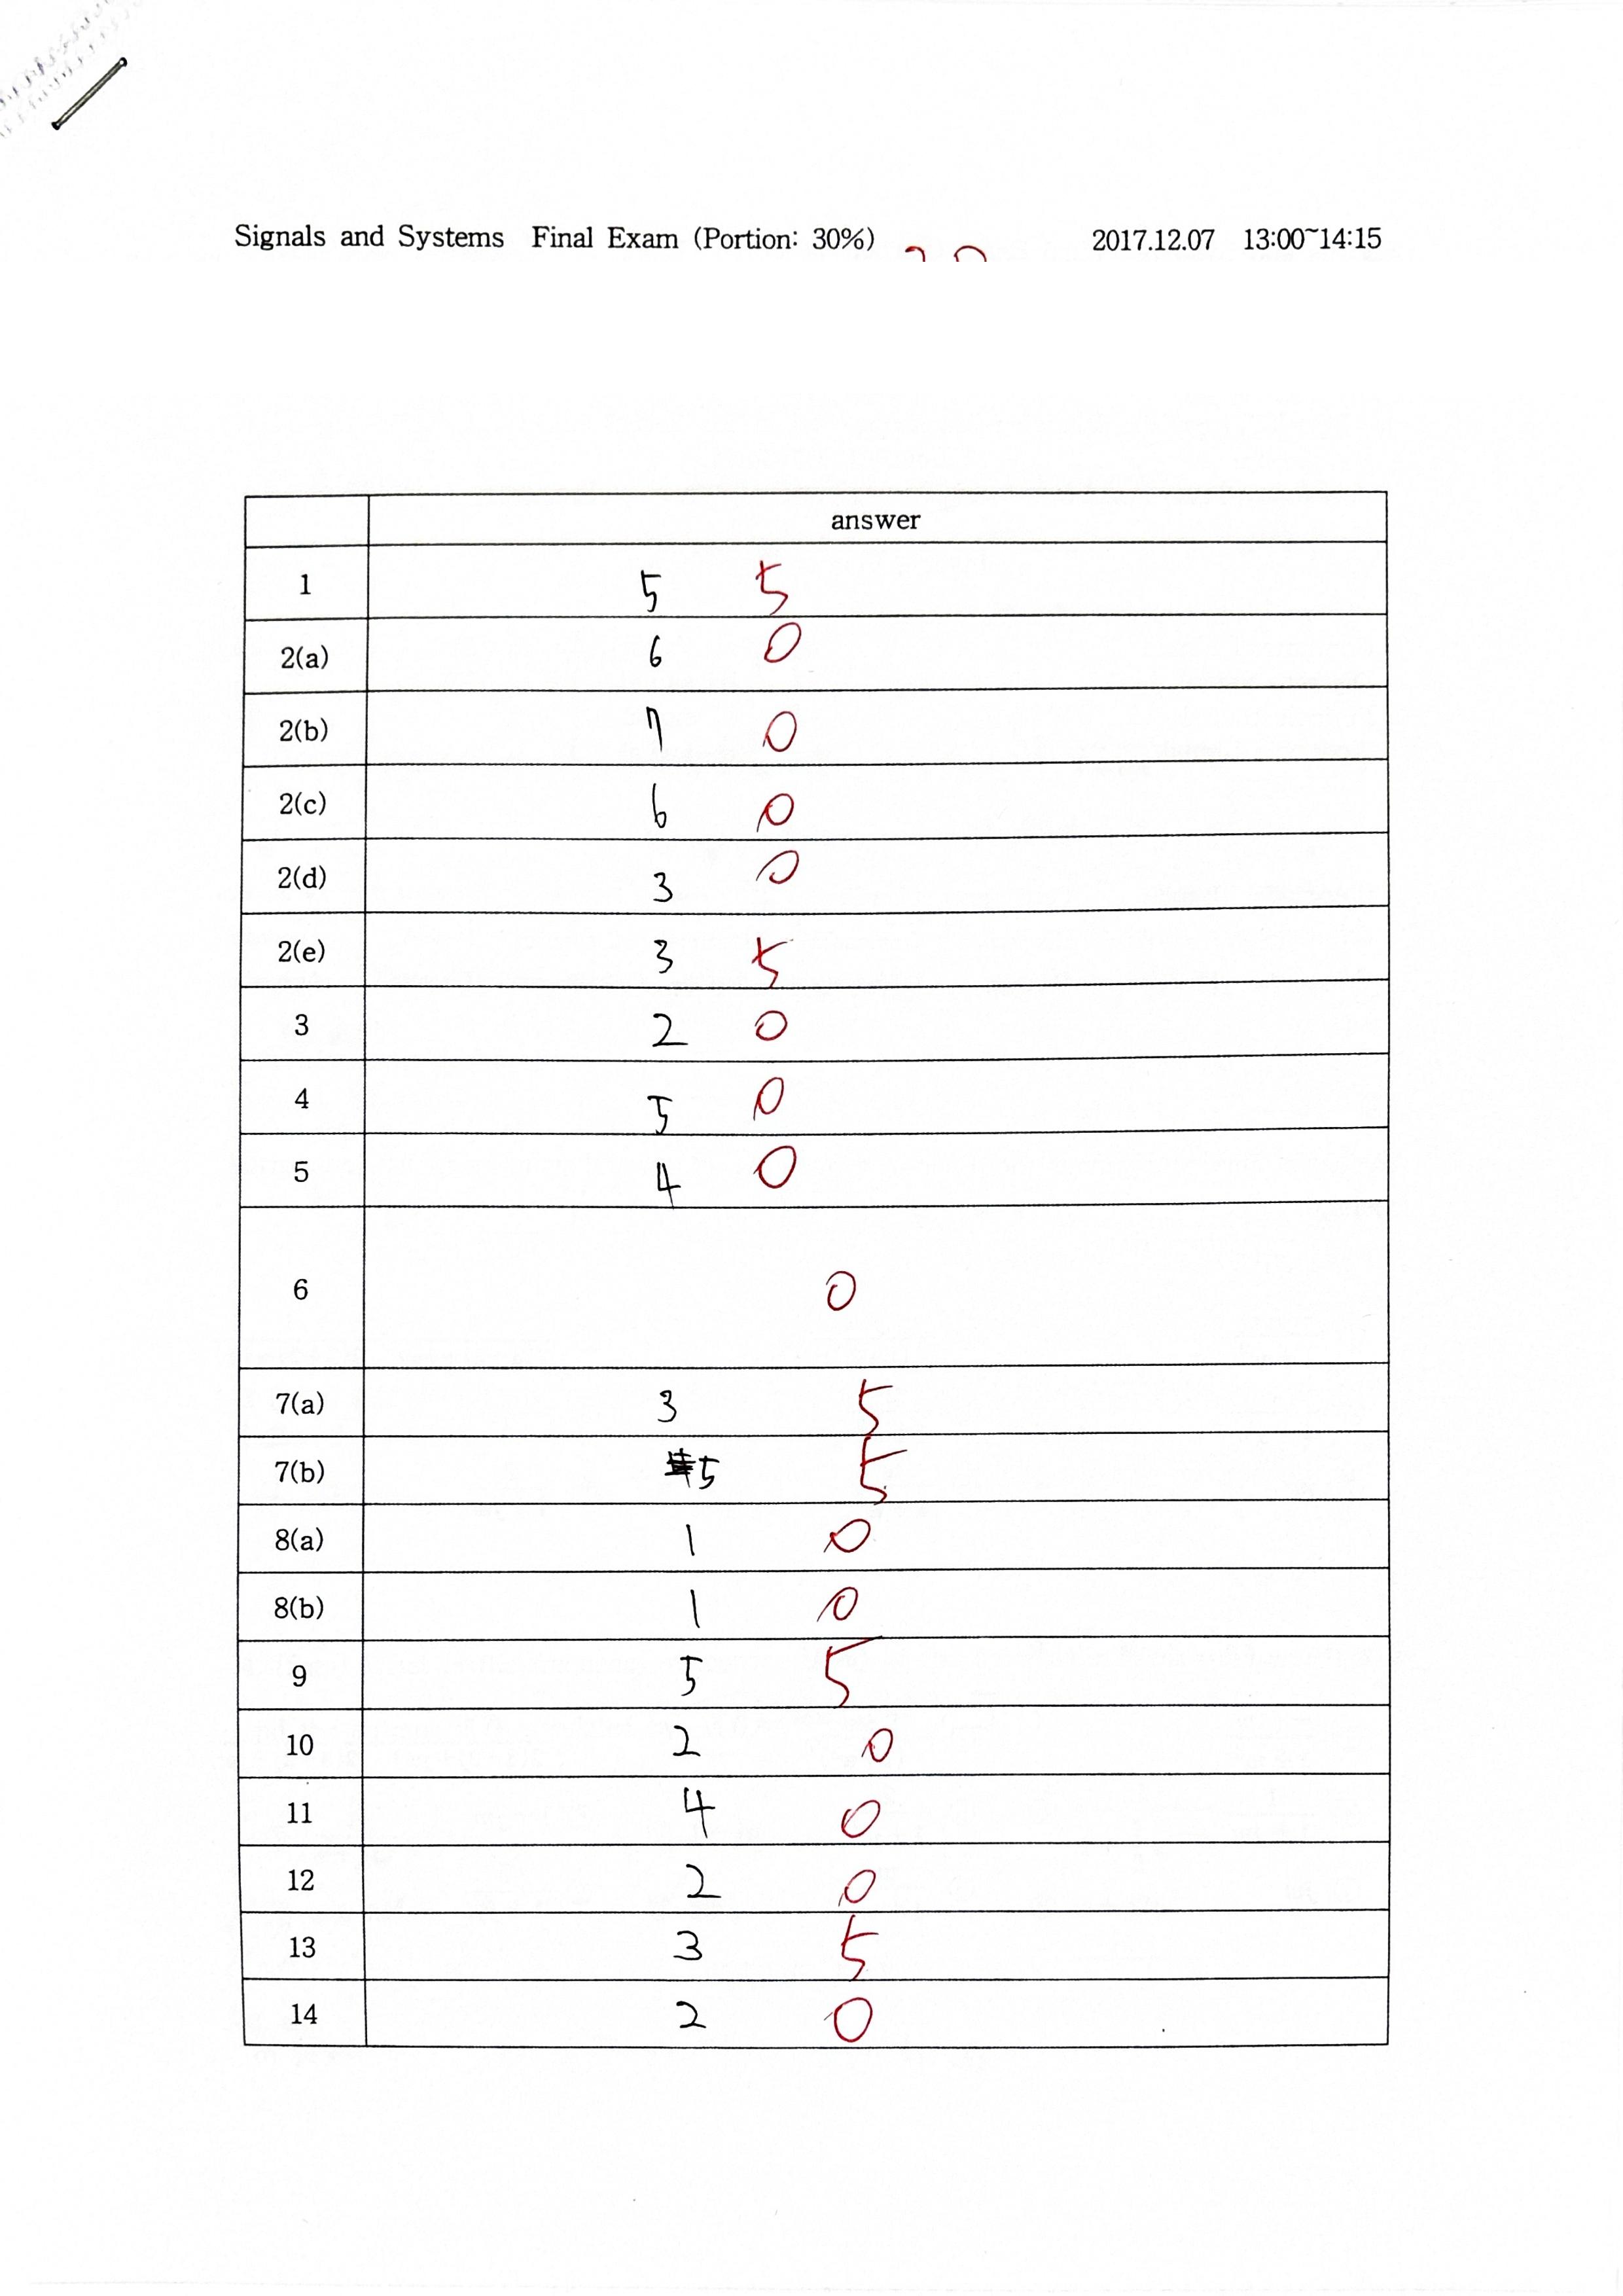 Signals and Systems Final Exam (Portion: 30%) 2017.12.07 13:00~14:15
answer
1 5 5
2(a) 6 0
2(b) 7 0
2(c) 6 0
2(d) 3 0
2(e) 3 5
3 2 0
4 5 0
5 4 0
6 0
7(a) 3 5
7(b) 5 5
8(a) 1 0
8(b) 1 0
9 5 5
10 2 0
11 4 0
12 2 0
13 3 5
14 2 0